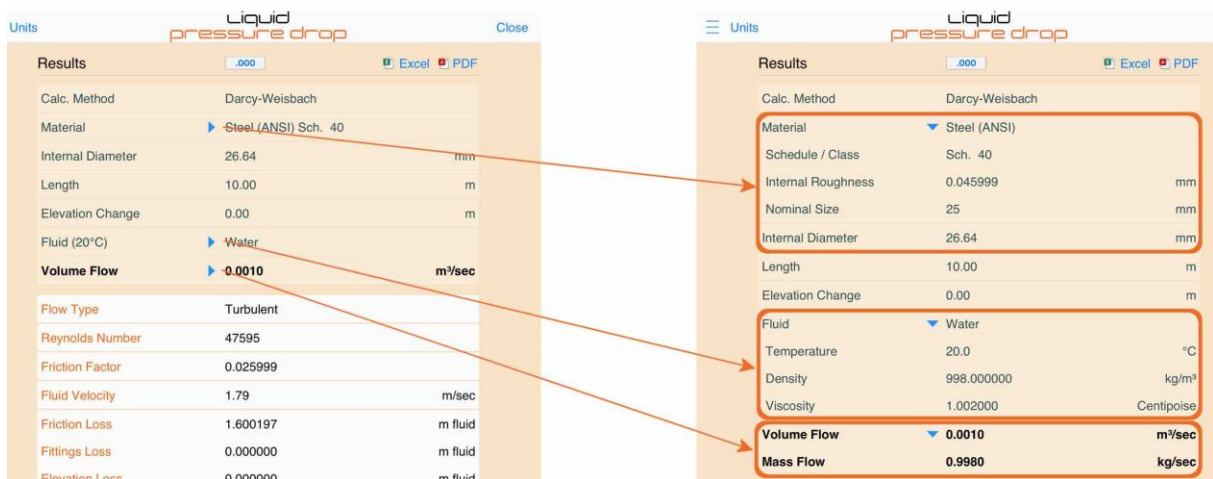 Units
Liquid
pressure drop
Close
Results .000 Excel PDF
Calc. Method Darcy-Weisbach
Material Steel (ANSI) Sch. 40
Internal Diameter 26.64 mm
Length 10.00 m
Elevation Change 0.00 m
Fluid (20°C) Water
Volume Flow 0.0010 m³/sec
Flow Type Turbulent
Reynolds Number 47595
Friction Factor 0.025999
Fluid Velocity 1.79 m/sec
Friction Loss 1.600197 m fluid
Fittings Loss 0.000000 m fluid
Elevation Loss 0.000000 m fluid
Units
Liquid
pressure drop
Results .000 Excel PDF
Calc. Method Darcy-Weisbach
Material Steel (ANSI)
Schedule / Class Sch. 40
Internal Roughness 0.045999 mm
Nominal Size 25 mm
Internal Diameter 26.64 mm
Length 10.00 m
Elevation Change 0.00 m
Fluid Water
Temperature 20.0 °C
Density 998.000000 kg/m³
Viscosity 1.002000 Centipoise
Volume Flow 0.0010 m³/sec
Mass Flow 0.9980 kg/sec